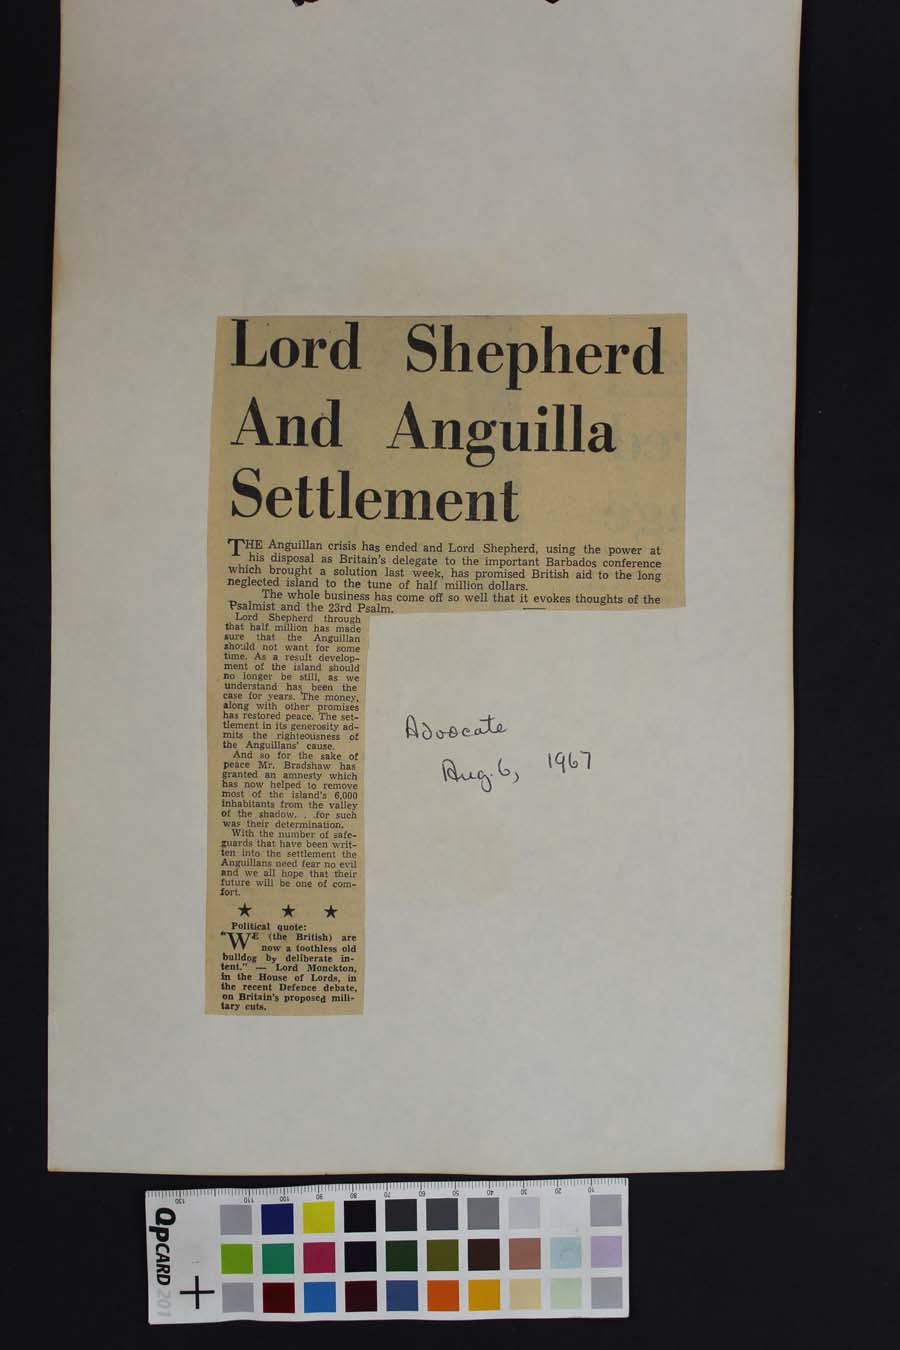 Lord Shepherd
And Anguilla
Settlement
THE Anguillan crisis has ended and Lord Shepherd, using the power at
his disposal as Britain's delegate to the important Barbados conference
which brought a solution last week, has promised British aid to the long
neglected island to the tune of half million dollars.
The whole business has come off so well that it evokes thoughts of the
Psalmist and the 23rd Psalm.
Lord Shepherd through
that half million has made
sure that the Anguillan
should not want for some
time. As a result develop-
ment of the island should
no longer be still, as we
understand has been the
case for years. The money,
along with other promises
has restored peace. The set-
tlement in its generosity ad-
mits the righteousness of
the Anguillans' cause.
And so for the sake of
peace Mr. Bradshaw has
granted an amnesty which
has now helped to remove
most of the island's 6,000
inhabitants from the valley
of the shadow. . .for such
was their determination.
With the number of safe-
guards that have been writ-
ten into the settlement the
Anguillans need fear no evil
and we all hope that their
future will be one of com-
fort.
★ ★ ★
Political quote:
"WE (the British) are
now a toothless old
bulldog by deliberate in-
tent." — Lord Monckton,
in the House of Lords, in
the recent Defence debate,
on Britain's proposed mili-
tary cuts.
Advocate
Aug. 6, 1967
130 110 100 90 80 70 60 50 40 30 20 10
QPCARD 201